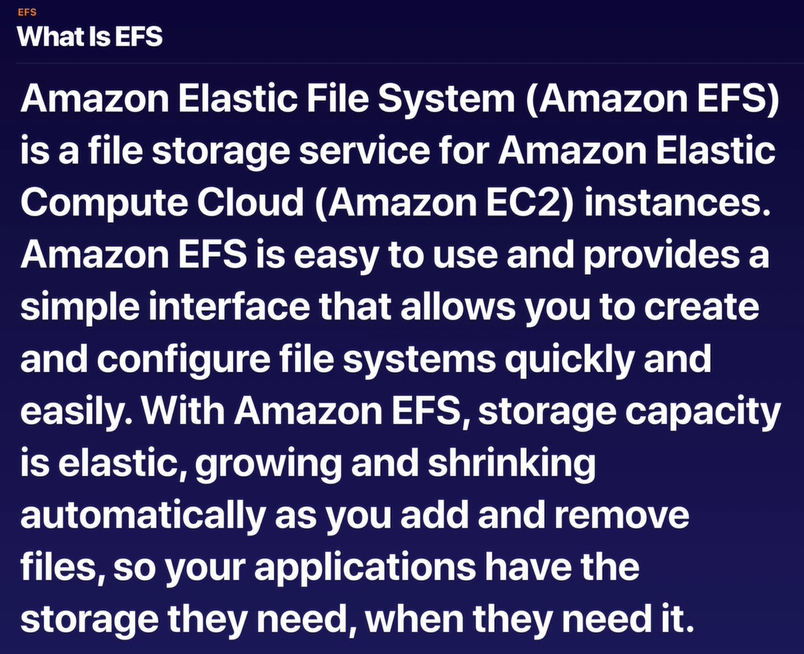 EFS
What Is EFS
Amazon Elastic File System (Amazon EFS)
is a file storage service for Amazon Elastic
Compute Cloud (Amazon EC2) instances.
Amazon EFS is easy to use and provides a
simple interface that allows you to create
and configure file systems quickly and
easily. With Amazon EFS, storage capacity
is elastic, growing and shrinking
automatically as you add and remove
files, so your applications have the
storage they need, when they need it.